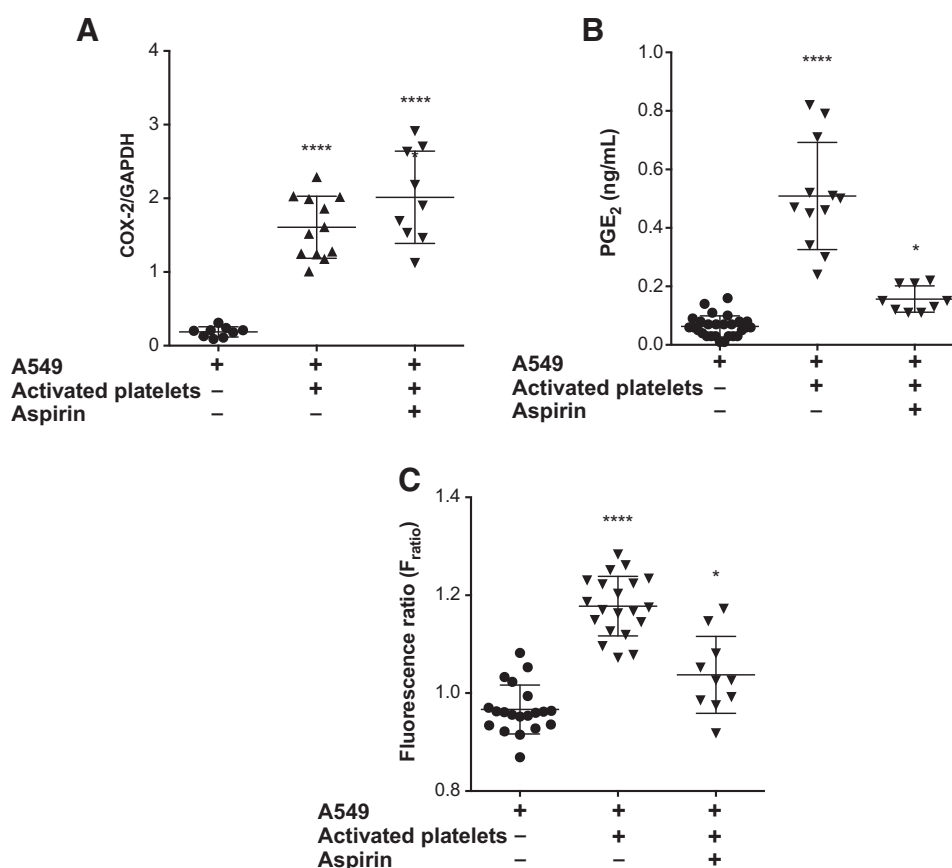 A
COX-2/GAPDH
4
3
2
1
0
****
****
*
A549 + + +
Activated platelets – + +
Aspirin – – +
B
PGE2 (ng/mL)
1.0
0.8
0.6
0.4
0.2
0.0
****
*
A549 + + +
Activated platelets – + +
Aspirin – – +
C
Fluorescence ratio (Fratio)
1.4
1.2
1.0
0.8
****
*
A549 + + +
Activated platelets – + +
Aspirin – – +